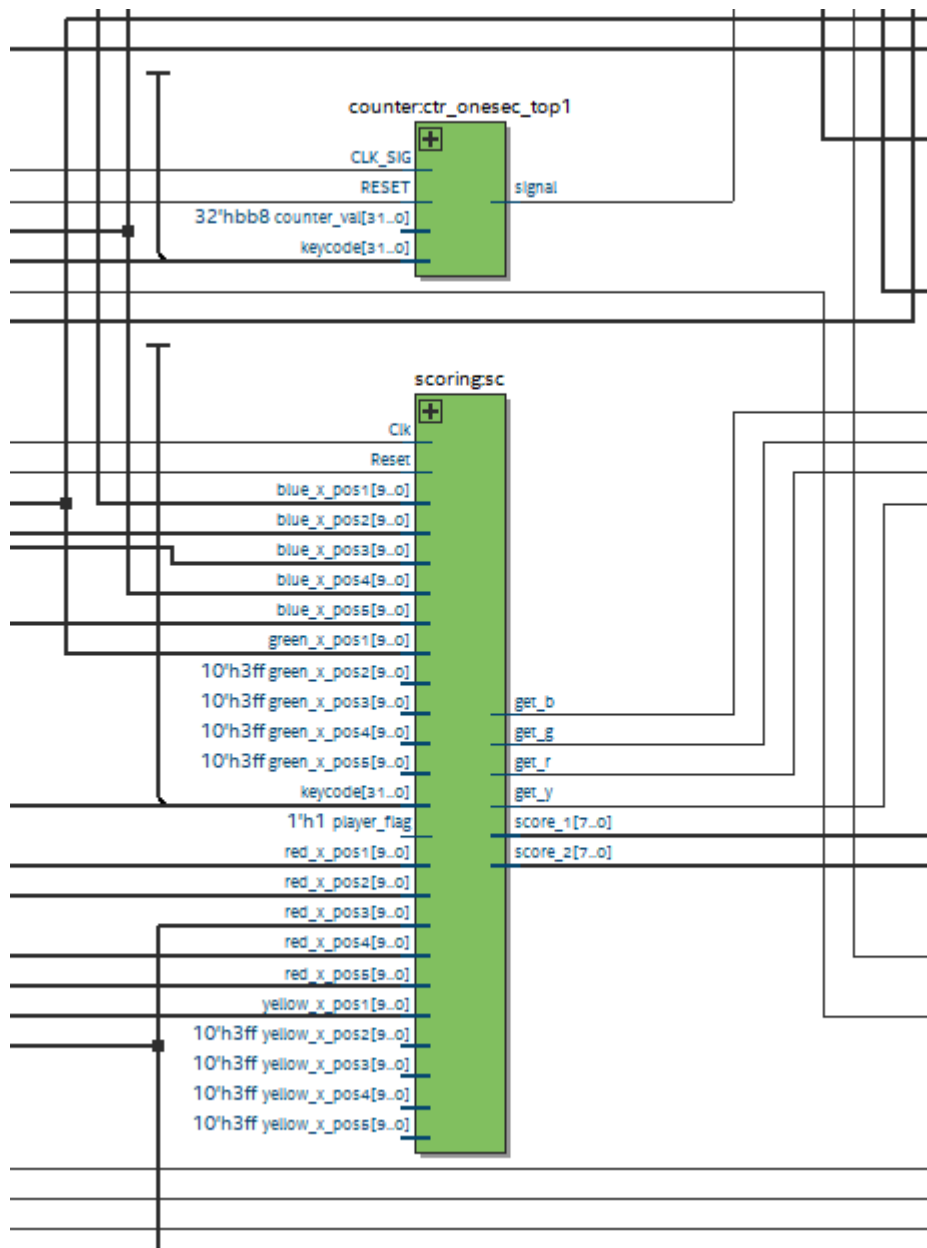 counter:ctr_onesec_top1
CLK_SIG
RESET
signal
32'hbb8 counter_val[31..0]
keycode[31..0]
scoring:sc
Clk
Reset
blue_x_pos1[9..0]
blue_x_pos2[9..0]
blue_x_pos3[9..0]
blue_x_pos4[9..0]
blue_x_pos5[9..0]
green_x_pos1[9..0]
10'h3ff green_x_pos2[9..0]
10'h3ff green_x_pos3[9..0]
get_b
10'h3ff green_x_pos4[9..0]
get_g
10'h3ff green_x_pos5[9..0]
get_r
keycode[31..0]
get_y
1'h1 player_flag
score_1[7..0]
red_x_pos1[9..0]
score_2[7..0]
red_x_pos2[9..0]
red_x_pos3[9..0]
red_x_pos4[9..0]
red_x_pos5[9..0]
yellow_x_pos1[9..0]
10'h3ff yellow_x_pos2[9..0]
10'h3ff yellow_x_pos3[9..0]
10'h3ff yellow_x_pos4[9..0]
10'h3ff yellow_x_pos5[9..0]